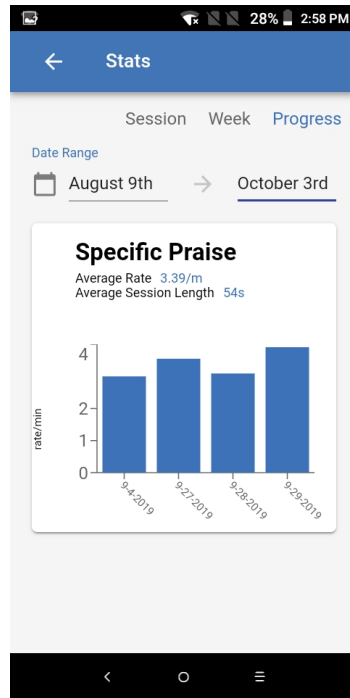 28% 2:58 PM
Stats
Session Week Progress
Date Range
August 9th → October 3rd
Specific Praise
Average Rate 3.39/m
Average Session Length 54s
4
2
1
0
rate/min
9-4-2019
9-27-2019
9-28-2019
9-29-2019